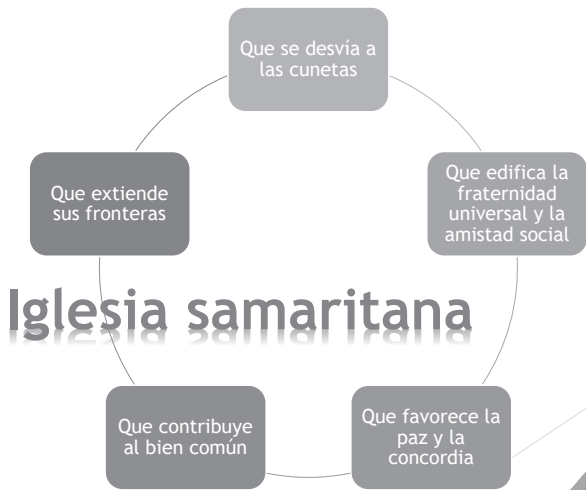 Que se desvía a
las cunetas
Que edifica la
fraternidad
universal y la
amistad social
Que favorece la
paz y la
concordia
Que contribuye
al bien común
Que extiende
sus fronteras
Iglesia samaritana